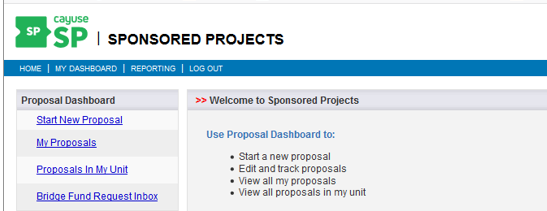 SP cayuse SP | SPONSORED PROJECTS
HOME | MY DASHBOARD | REPORTING | LOG OUT
Proposal Dashboard
Start New Proposal
My Proposals
Proposals In My Unit
Bridge Fund Request Inbox
>> Welcome to Sponsored Projects
Use Proposal Dashboard to:
• Start a new proposal
• Edit and track proposals
• View all my proposals
• View all proposals in my unit